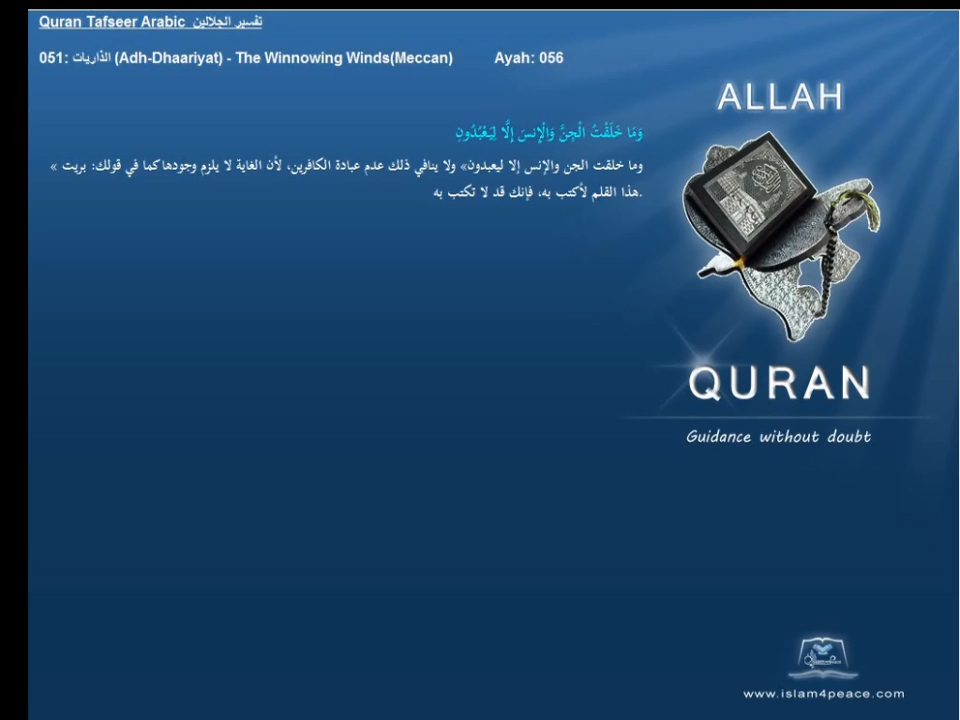 Quran Tafseer Arabic تفسير الجلالين
051: الذاريات (Adh-Dhaariyat) - The Winnowing Winds(Meccan) Ayah: 056
ALLAH
وَمَا خَلَقْتُ الْجِنَّ وَالْإِنسَ إِلَّا لِيَعْبُدُونِ
وما خلقت الجن والإنس إلا ليعبدون» ولا ينافي ذلك عدم عبادة الكافرين، لأن الغاية لا يلزم وجودها كما في قولك: بريت »
.هذا القلم لأكتب به، فإنك قد لا تكتب به
QURAN
Guidance without doubt
www.islam4peace.com